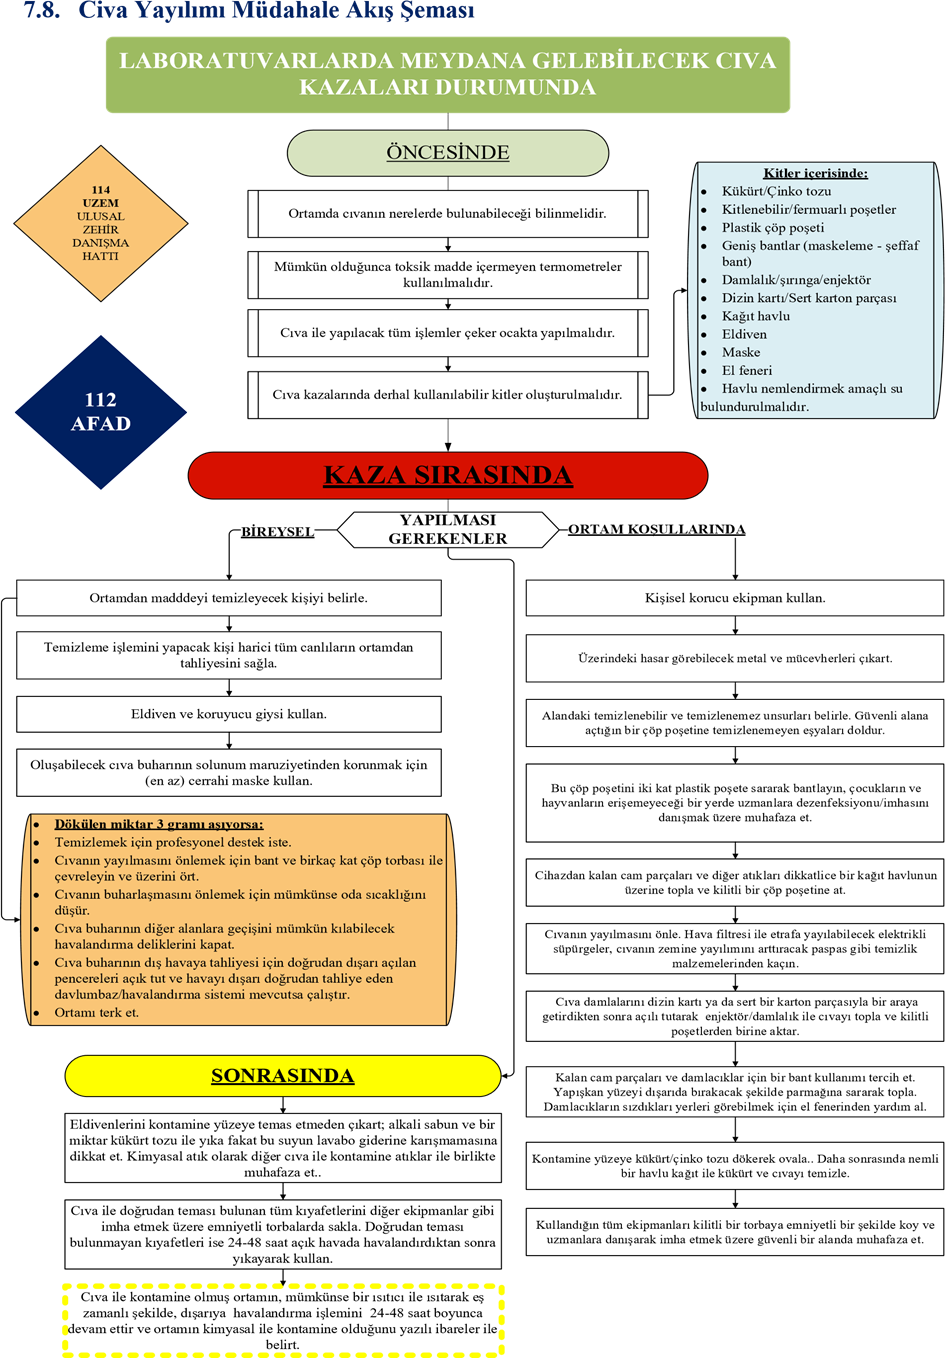 7.8. Civa Yayılımı Müdahale Akış Şeması
LABORATUVARLARDA MEYDANA GELEBİLECEK CIVA
KAZALARI DURUMUNDA
ÖNCESİNDE
114
UZEM
ULUSAL
ZEHİR
DANIŞMA
HATTI
112
AFAD
Ortamda cıvanın nerelerde bulunabileceği bilinmelidir.
Mümkün olduğunca toksik madde içermeyen termometreler
kullanılmalıdır.
Cıva ile yapılacak tüm işlemler çeker ocakta yapılmalıdır.
Cıva kazalarında derhal kullanılabilir kitler oluşturulmalıdır.
Kitler içerisinde:
● Kükürt/Çinko tozu
● Kitlenebilir/fermuarlı poşetler
● Plastik çöp poşeti
● Geniş bantlar (maskeleme - şeffaf
bant)
● Damlalık/şırınga/enjektör
● Dizin kartı/Sert karton parçası
● Kağıt havlu
● Eldiven
● Maske
● El feneri
● Havlu nemlendirmek amaçlı su
bulundurulmalıdır.
KAZA SIRASINDA
YAPILMASI
GEREKENLER
BİREYSEL
ORTAM KOŞULLARINDA
Ortamdan madddeyi temizleyecek kişiyi belirle.
Temizleme işlemini yapacak kişi harici tüm canlıların ortamdan
tahliyesini sağla.
Eldiven ve koruyucu giysi kullan.
Oluşabilecek cıva buharının solunum maruziyetinden korunmak için
(en az) cerrahi maske kullan.
● Dökülen miktar 3 gramı aşıyorsa:
● Temizlemek için profesyonel destek iste.
● Cıvanın yayılmasını önlemek için bant ve birkaç kat çöp torbası ile
çevreleyin ve üzerini ört.
● Cıvanın buharlaşmasını önlemek için mümkünse oda sıcaklığını
düşür.
● Cıva buharının diğer alanlara geçişini mümkün kılabilecek
havalandırma deliklerini kapat.
● Cıva buharının dış havaya tahliyesi için doğrudan dışarı açılan
pencereleri açık tut ve havayı dışarı doğrudan tahliye eden
davlumbaz/havalandırma sistemi mevcutsa çalıştır.
● Ortamı terk et.
Kişisel korucu ekipman kullan.
Üzerindeki hasar görebilecek metal ve mücevherleri çıkart.
Alandaki temizlenebilir ve temizlenemez unsurları belirle. Güvenli alana
açtığın bir çöp poşetine temizlenemeyen eşyaları doldur.
Bu çöp poşetini iki kat plastik poşete sararak bantlayın, çocukların ve
hayvanların erişemeyeceği bir yerde uzmanlara dezenfeksiyonu/imhasını
danışmak üzere muhafaza et.
Cihazdan kalan cam parçaları ve diğer atıkları dikkatlice bir kağıt havlunun
üzerine topla ve kilitli bir çöp poşetine at.
Cıvanın yayılmasını önle. Hava filtresi ile etrafa yayılabilecek elektrikli
süpürgeler, cıvanın zemine yayılımını arttıracak paspas gibi temizlik
malzemelerinden kaçın.
Cıva damlalarını dizin kartı ya da sert bir karton parçasıyla bir araya
getirdikten sonra açılı tutarak enjektör/damlalık ile cıvayı topla ve kilitli
poşetlerden birine aktar.
Kalan cam parçaları ve damlacıklar için bir bant kullanımı tercih et.
Yapışkan yüzeyi dışarıda bırakacak şekilde parmağına sararak topla.
Damlacıkların sızdıkları yerleri görebilmek için el fenerinden yardım al.
Kontamine yüzeye kükürt/çinko tozu dökerek ovala.. Daha sonrasında nemli
bir havlu kağıt ile kükürt ve cıvayı temizle.
Kullandığın tüm ekipmanları kilitli bir torbaya emniyetli bir şekilde koy ve
uzmanlara danışarak imha etmek üzere güvenli bir alanda muhafaza et.
SONRASINDA
Eldivenlerini kontamine yüzeye temas etmeden çıkart; alkali sabun ve bir
miktar kükürt tozu ile yıka fakat bu suyun lavabo giderine karışmamasına
dikkat et. Kimyasal atık olarak diğer cıva ile kontamine atıklar ile birlikte
muhafaza et..
Cıva ile doğrudan teması bulunan tüm kıyafetlerini diğer ekipmanlar gibi
imha etmek üzere emniyetli torbalarda sakla. Doğrudan teması
bulunmayan kıyafetleri ise 24-48 saat açık havada havalandırdıktan sonra
yıkayarak kullan.
Cıva ile kontamine olmuş ortamın, mümkünse bir ısıtıcı ile ısıtarak eş
zamanlı şekilde, dışarıya havalandırma işlemini 24-48 saat boyunca
devam ettir ve ortamın kimyasal ile kontamine olduğunu yazılı ibareler ile
belirt.